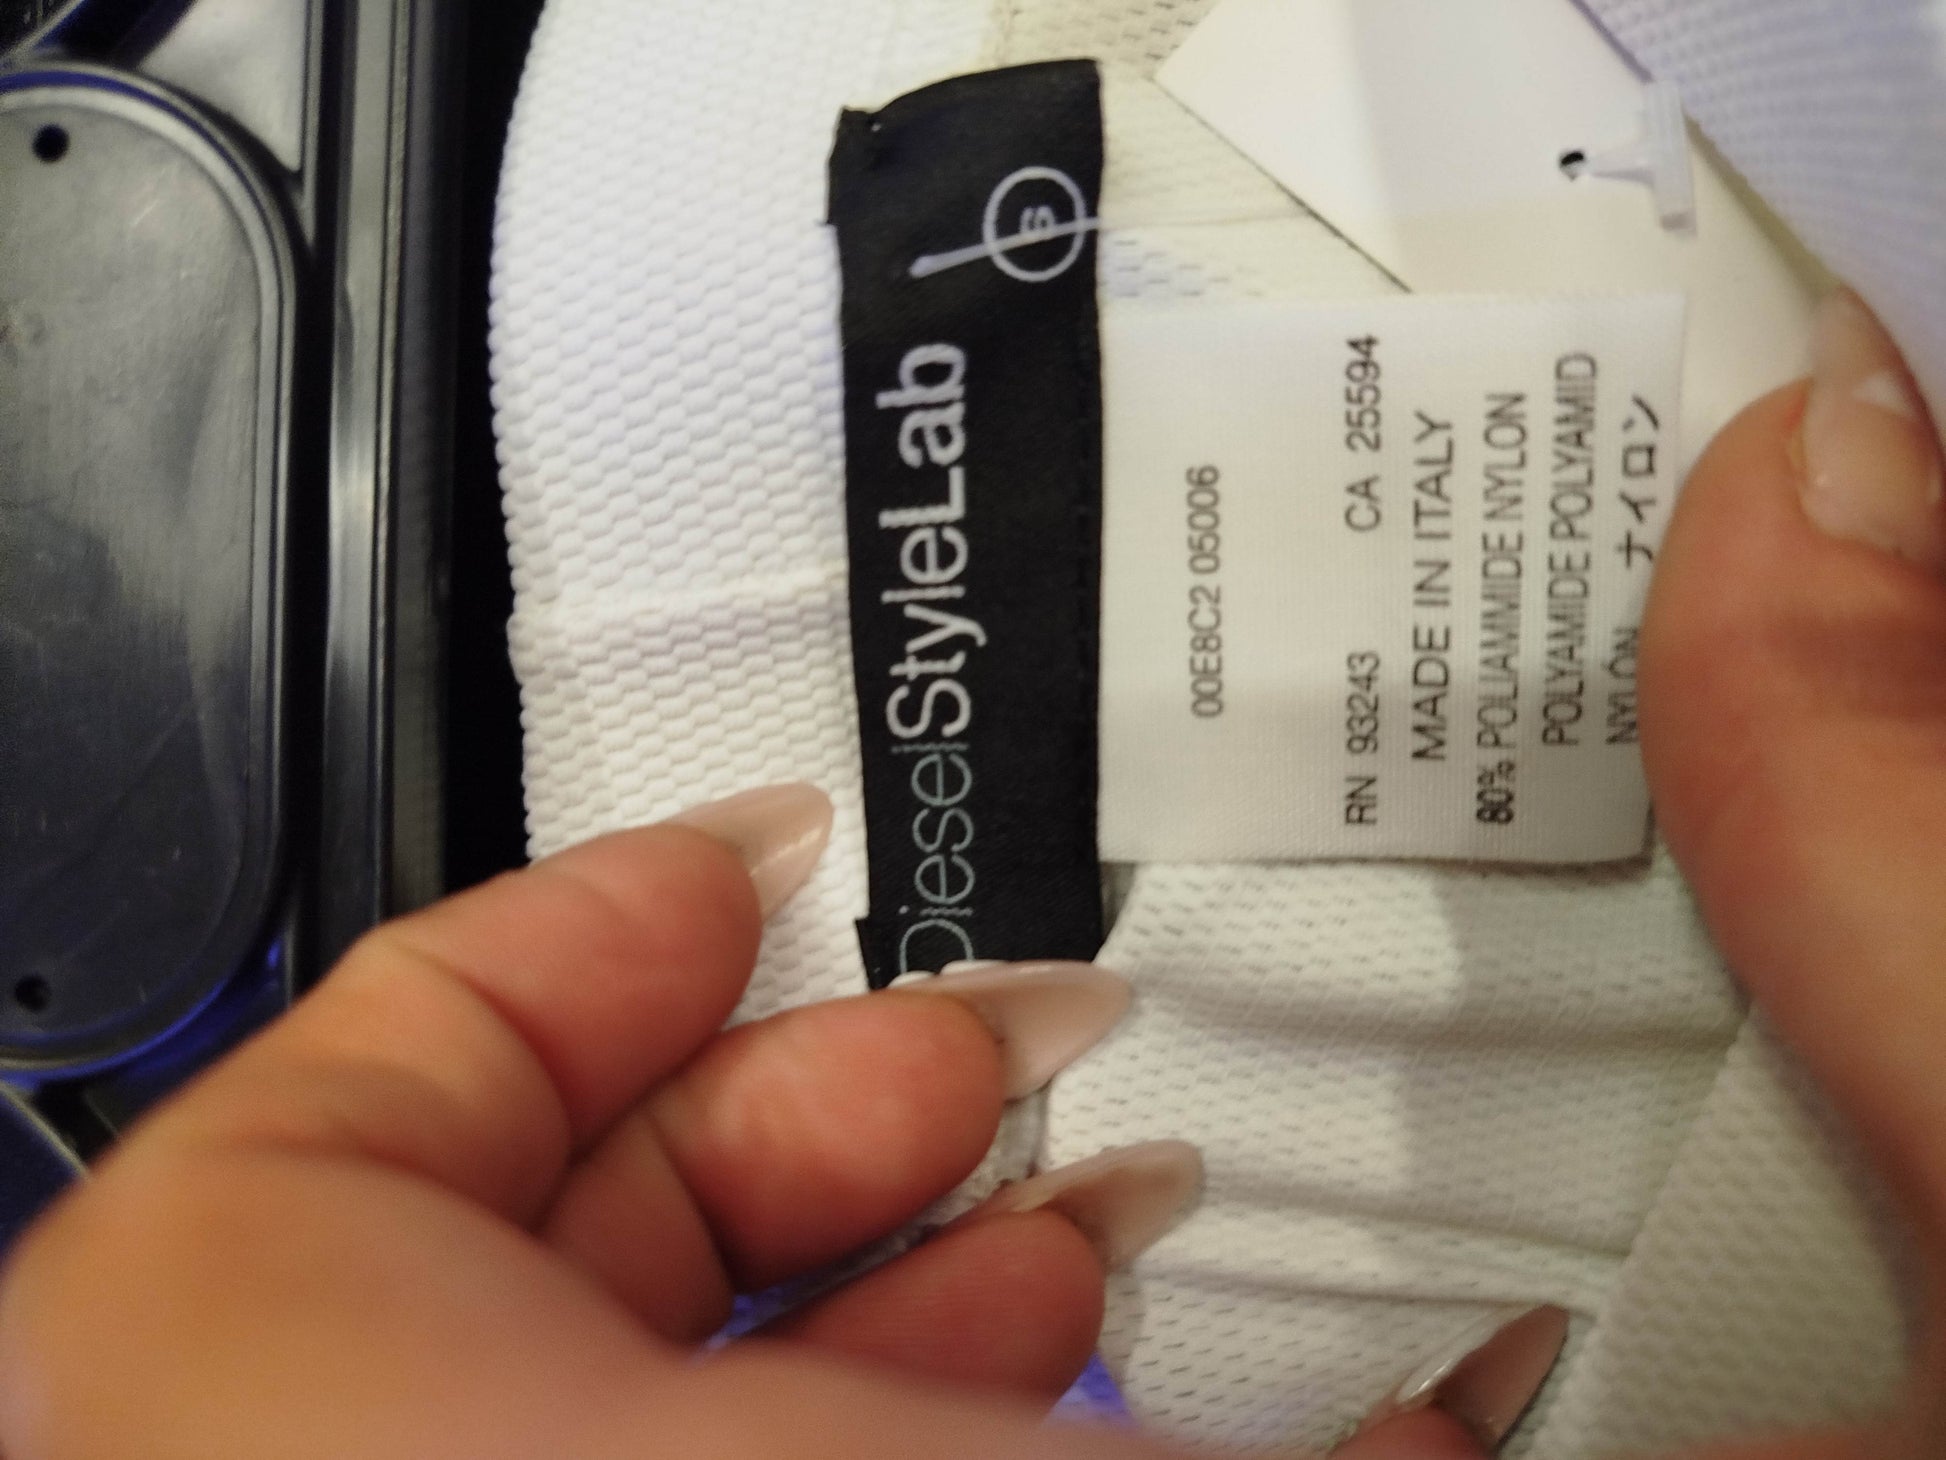 DieselStyleLab
S
00E8C2 05006
RN 93243 CA 25594
MADE IN ITALY
80% POLIAMMIDE NYLON
POLYAMIDE POLYAMID
NYLON ナイロン